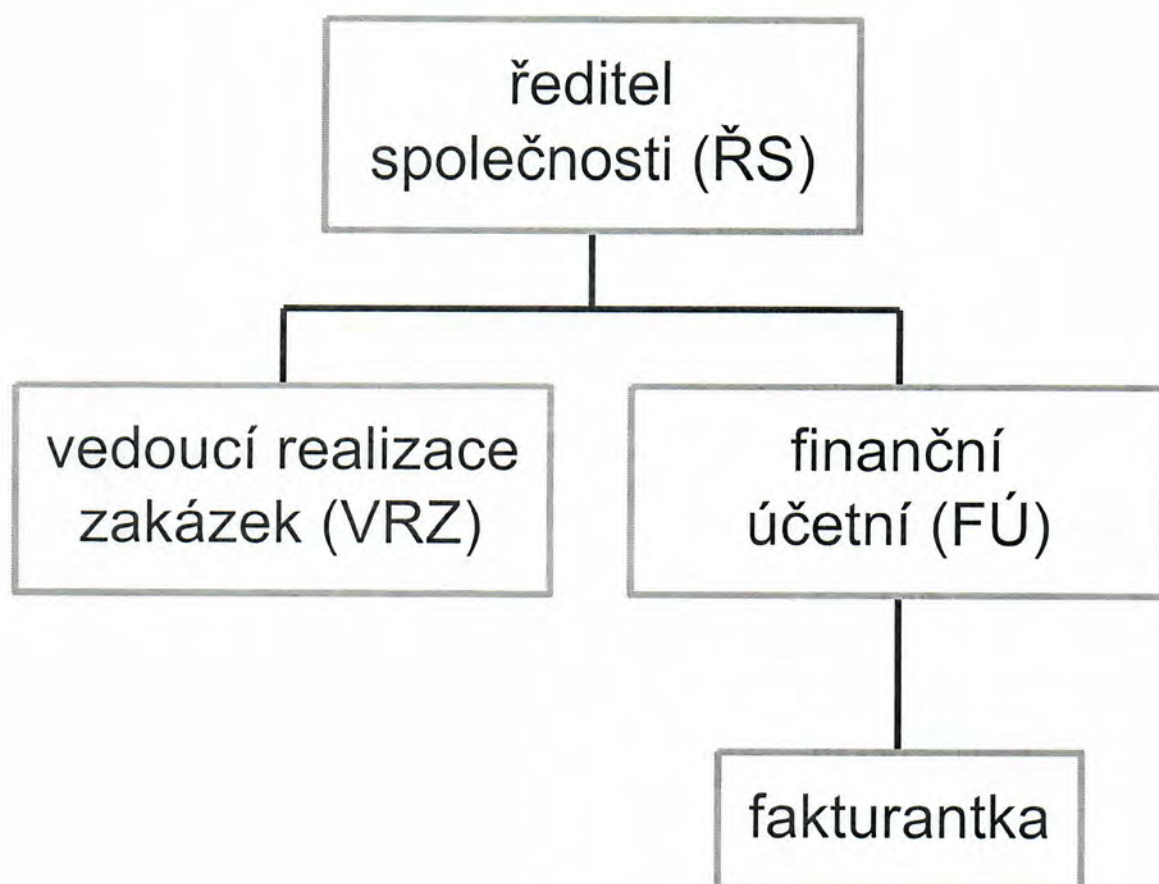 ředitel
společnosti (ŘS)
vedoucí realizace
zakázek (VRZ)
finanční
účetní (FÚ)
fakturantka